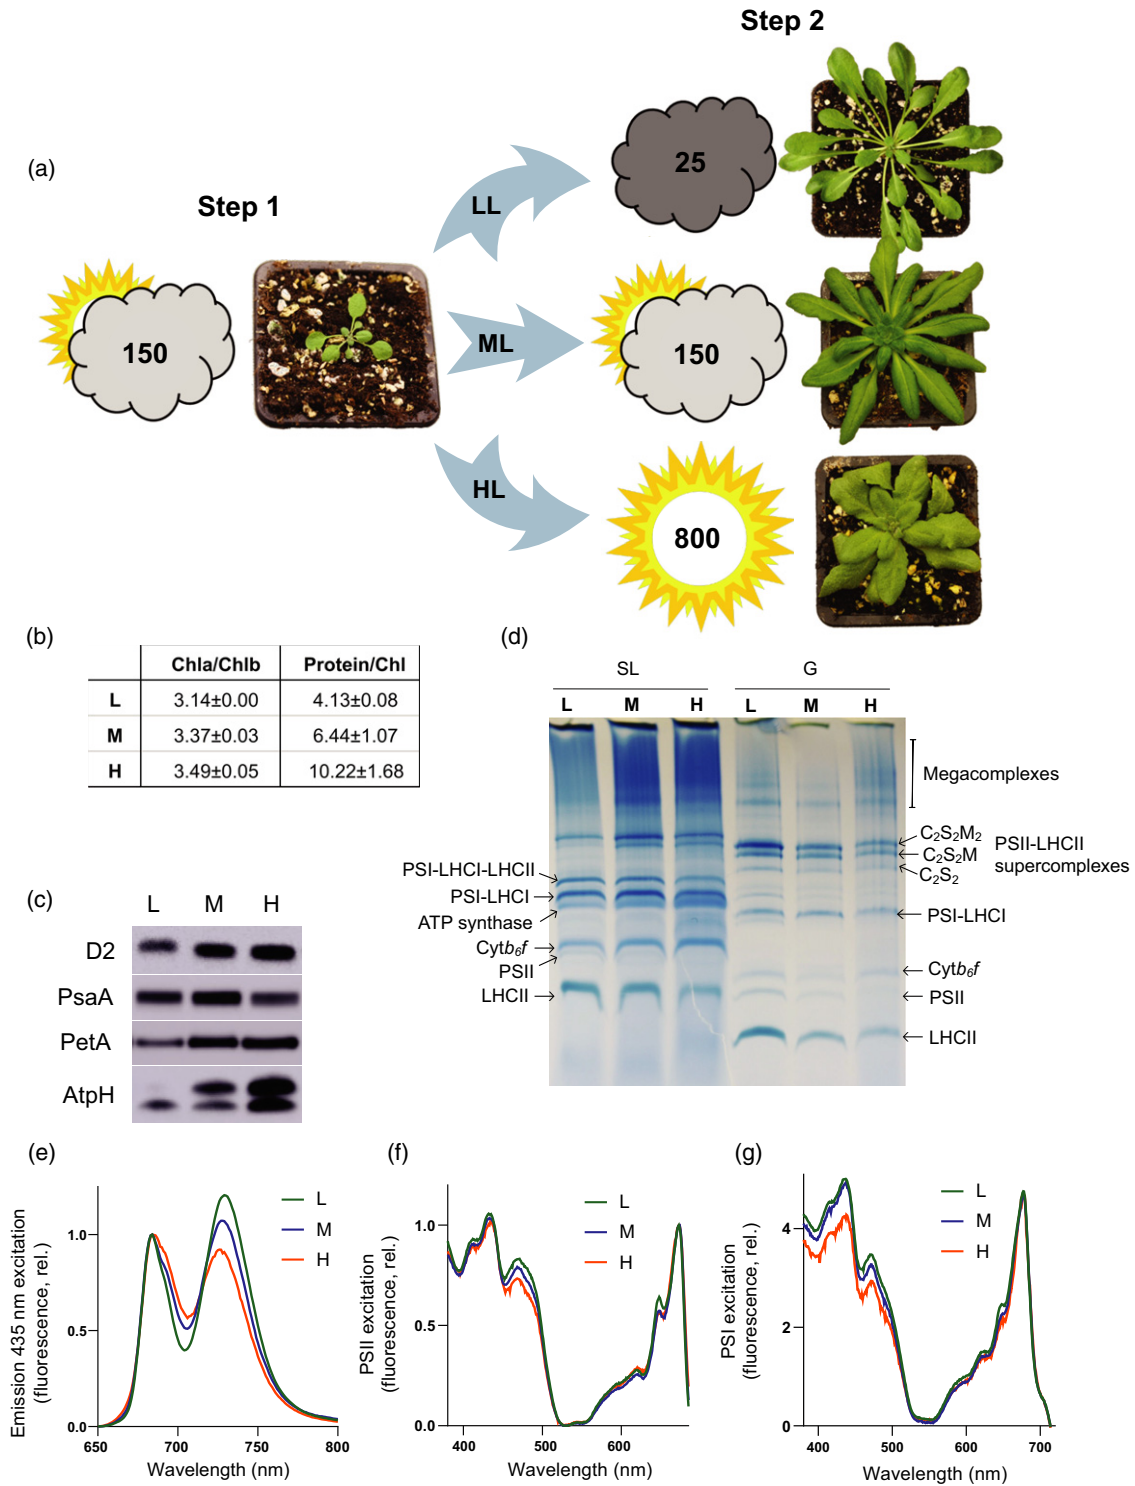 Step 2
(a)
25
Step 1
LL
150
ML
150
HL
800
(b)
Chla/Chlb Protein/Chl
L 3.14±0.00 4.13±0.08
M 3.37±0.03 6.44±1.07
H 3.49±0.05 10.22±1.68
(c)
L M H
D2
PsaA
PetA
AtpH
(d)
SL G
L M H L M H
Megacomplexes
C₂S₂M₂
C₂S₂M
C₂S₂
PSII-LHCII
supercomplexes
PSI-LHCI-LHCII
PSI-LHCI
ATP synthase
Cytb₆f
PSII
LHCII
PSI-LHCI
Cytb₆f
PSII
LHCII
(e)
Emission 435 nm excitation
(fluorescence, rel.)
1.0
0.5
0.0
650 700 750 800
Wavelength (nm)
L
M
H
(f)
PSII excitation
(fluorescence, rel.)
1.0
0.5
0.0
400 500 600
Wavelength (nm)
L
M
H
(g)
PSI excitation
(fluorescence, rel.)
4
2
0
400 500 600 700
Wavelength (nm)
L
M
H